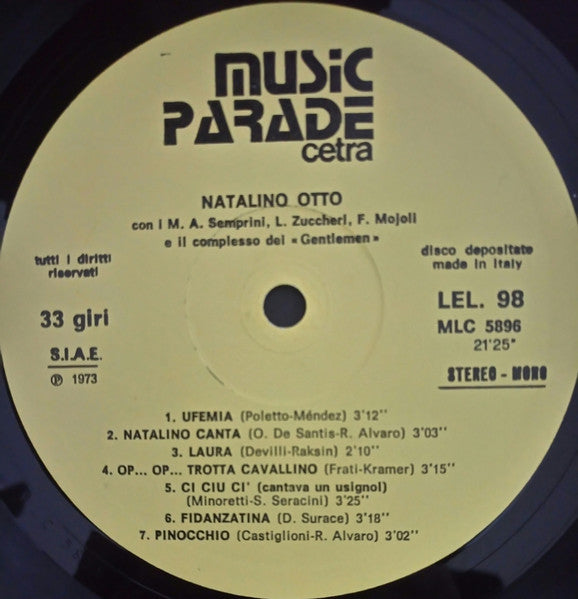 MUSIC
PARADE
cetra
NATALINO OTTO
con i M. A. Semprini, L. Zuccheri, F. Mojoli
e il complesso dei «Gentlemen»
tutti i diritti
riservati
disco depositato
made in Italy
33 giri
LEL. 98
MLC 5896
21'25"
S.I.A.E.
℗ 1973
STEREO - MONO
1. UFEMIA (Poletto-Méndez) 3'12''
2. NATALINO CANTA (O. De Santis-R. Alvaro) 3'03''
3. LAURA (Devilli-Raksin) 2'10''
4. OP... OP... TROTTA CAVALLINO (Frati-Kramer) 3'15''
5. CI CIU CI' (cantava un usignol)
(Minoretti-S. Seracini) 3'25''
6. FIDANZATINA (D. Surace) 3'18''
7. PINOCCHIO (Castiglioni-R. Alvaro) 3'02''